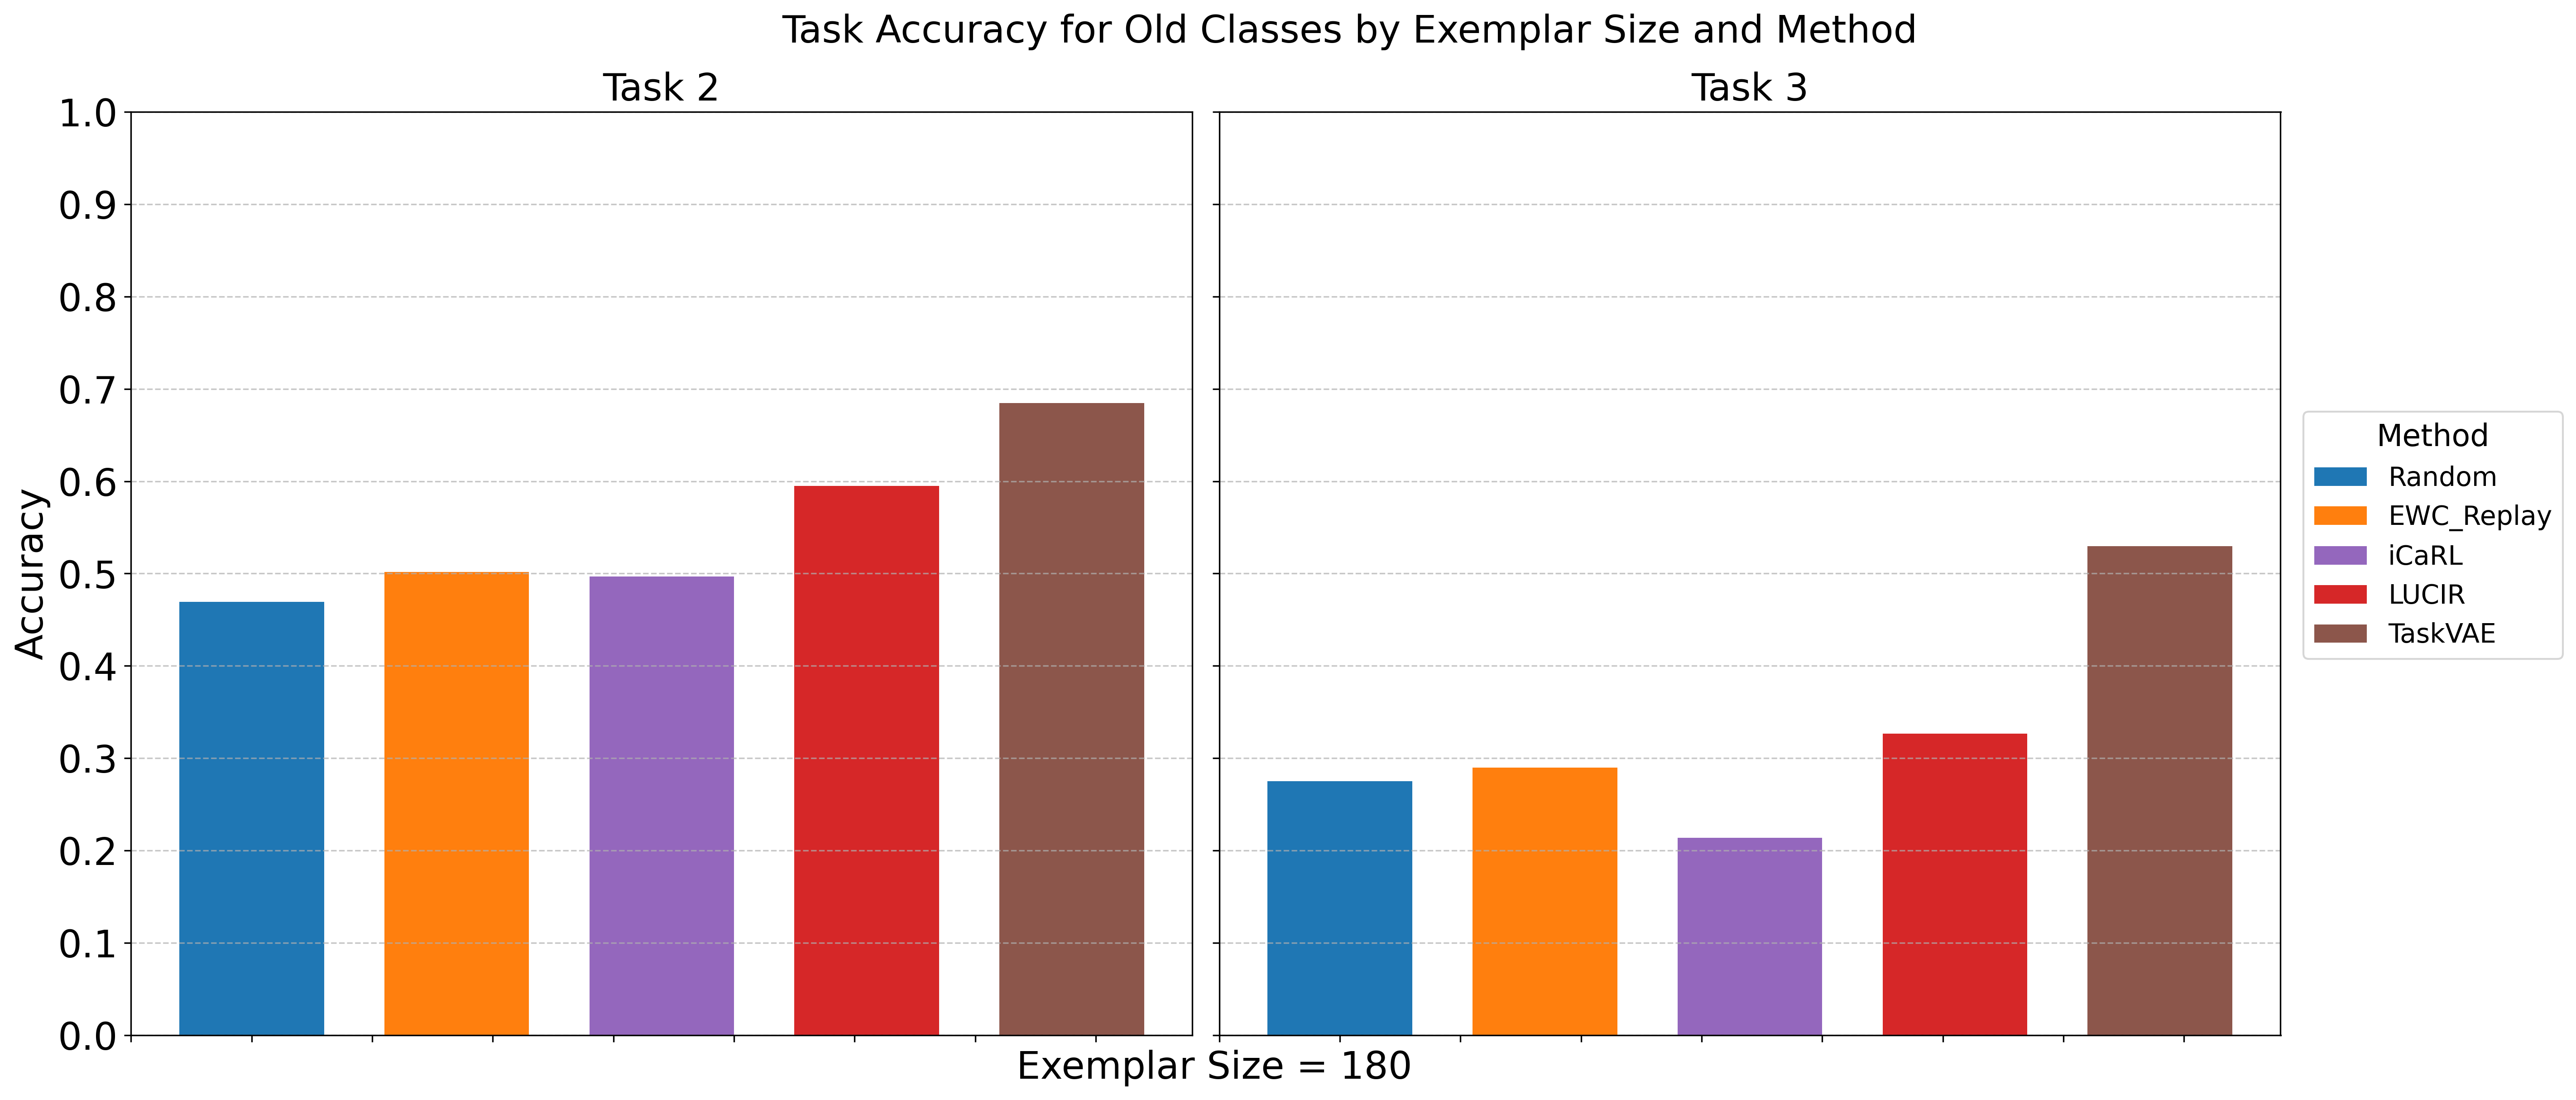 Task Accuracy for Old Classes by Exemplar Size and Method
Task 2
Task 3
1.0
0.9
0.8
0.7
0.6
0.5
0.4
0.3
0.2
0.1
0.0
Accuracy
Exemplar Size = 180
Method
Random
EWC_Replay
iCaRL
LUCIR
TaskVAE